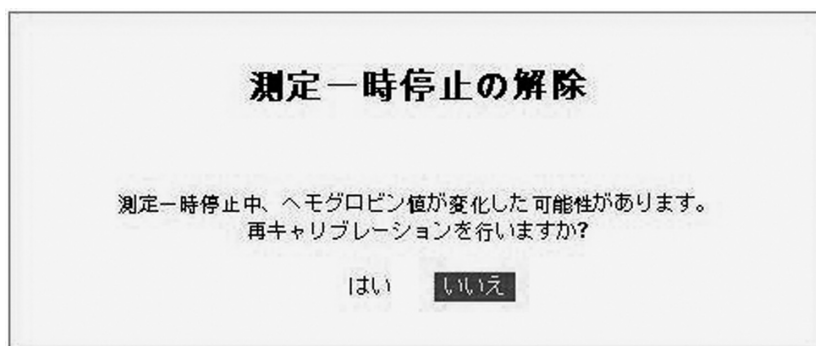 測定一時停止の解除
測定一時停止中、ヘモグロビン値が変化した可能性があります。
再キャリブレーションを行いますか?
はい いいえ